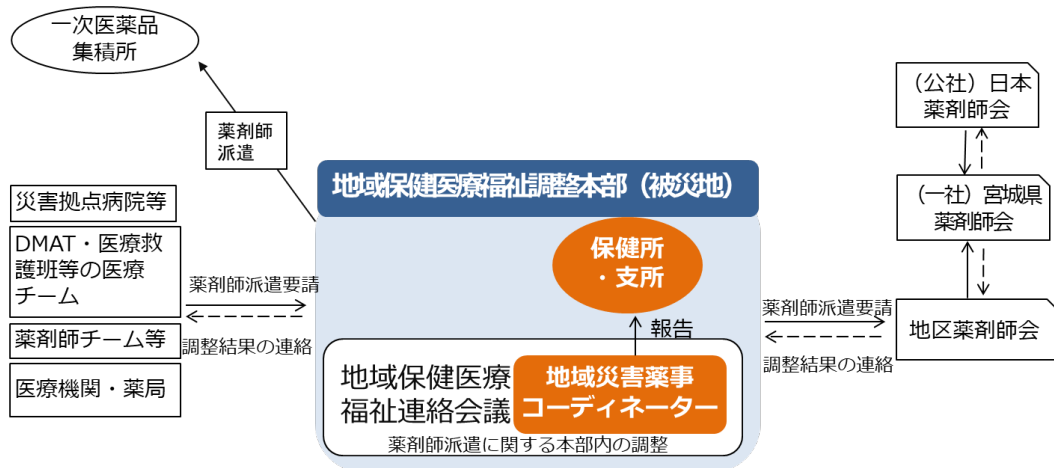 一次医薬品
集積所
薬剤師
派遣
災害拠点病院等
DMAT・医療救
護班等の医療
チーム
薬剤師チーム等
医療機関・薬局
薬剤師派遣要請
調整結果の連絡
地域保健医療福祉調整本部（被災地）
保健所
・支所
報告
地域保健医療
福祉連絡会議
地域災害薬事
コーディネーター
薬剤師派遣に関する本部内の調整
薬剤師派遣要請
調整結果の連絡
（公社）日本
薬剤師会
（一社）宮城県
薬剤師会
地区薬剤師会